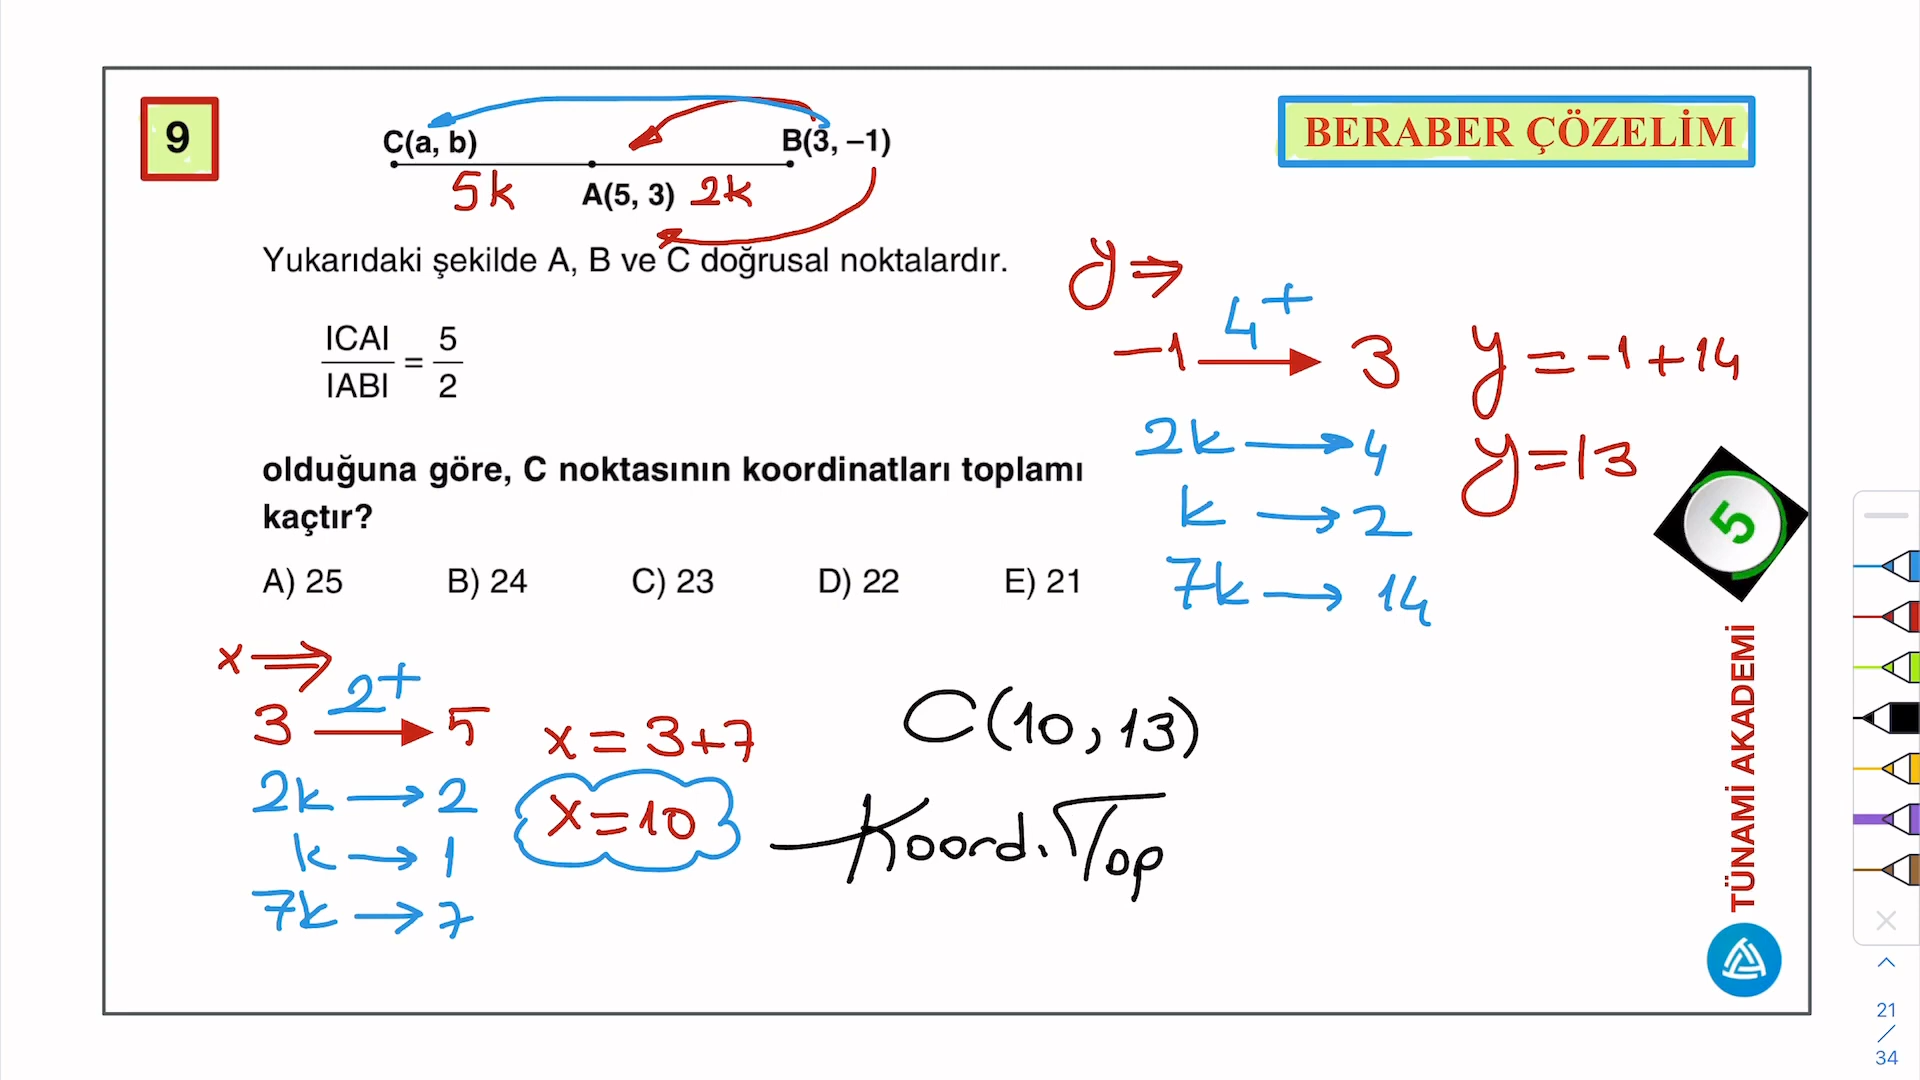 9
C(a, b)
B(3, –1)
BERABER ÇÖZELİM
5k
A(5, 3)
2k
Yukarıdaki şekilde A, B ve C doğrusal noktalardır.
ICAI
IABI
=
5
2
olduğuna göre, C noktasının koordinatları toplamı
kaçtır?
A) 25 B) 24 C) 23 D) 22 E) 21
y ⇒
4+
-1 → 3
2k → 4
k → 2
7k → 14
y = -1 + 14
y = 13
x ⇒
2+
3 → 5
2k → 2
k → 1
7k → 7
x = 3+7
x = 10
C(10, 13)
Koord. Top
5
TÜNAMİ AKADEMİ
21
/
34